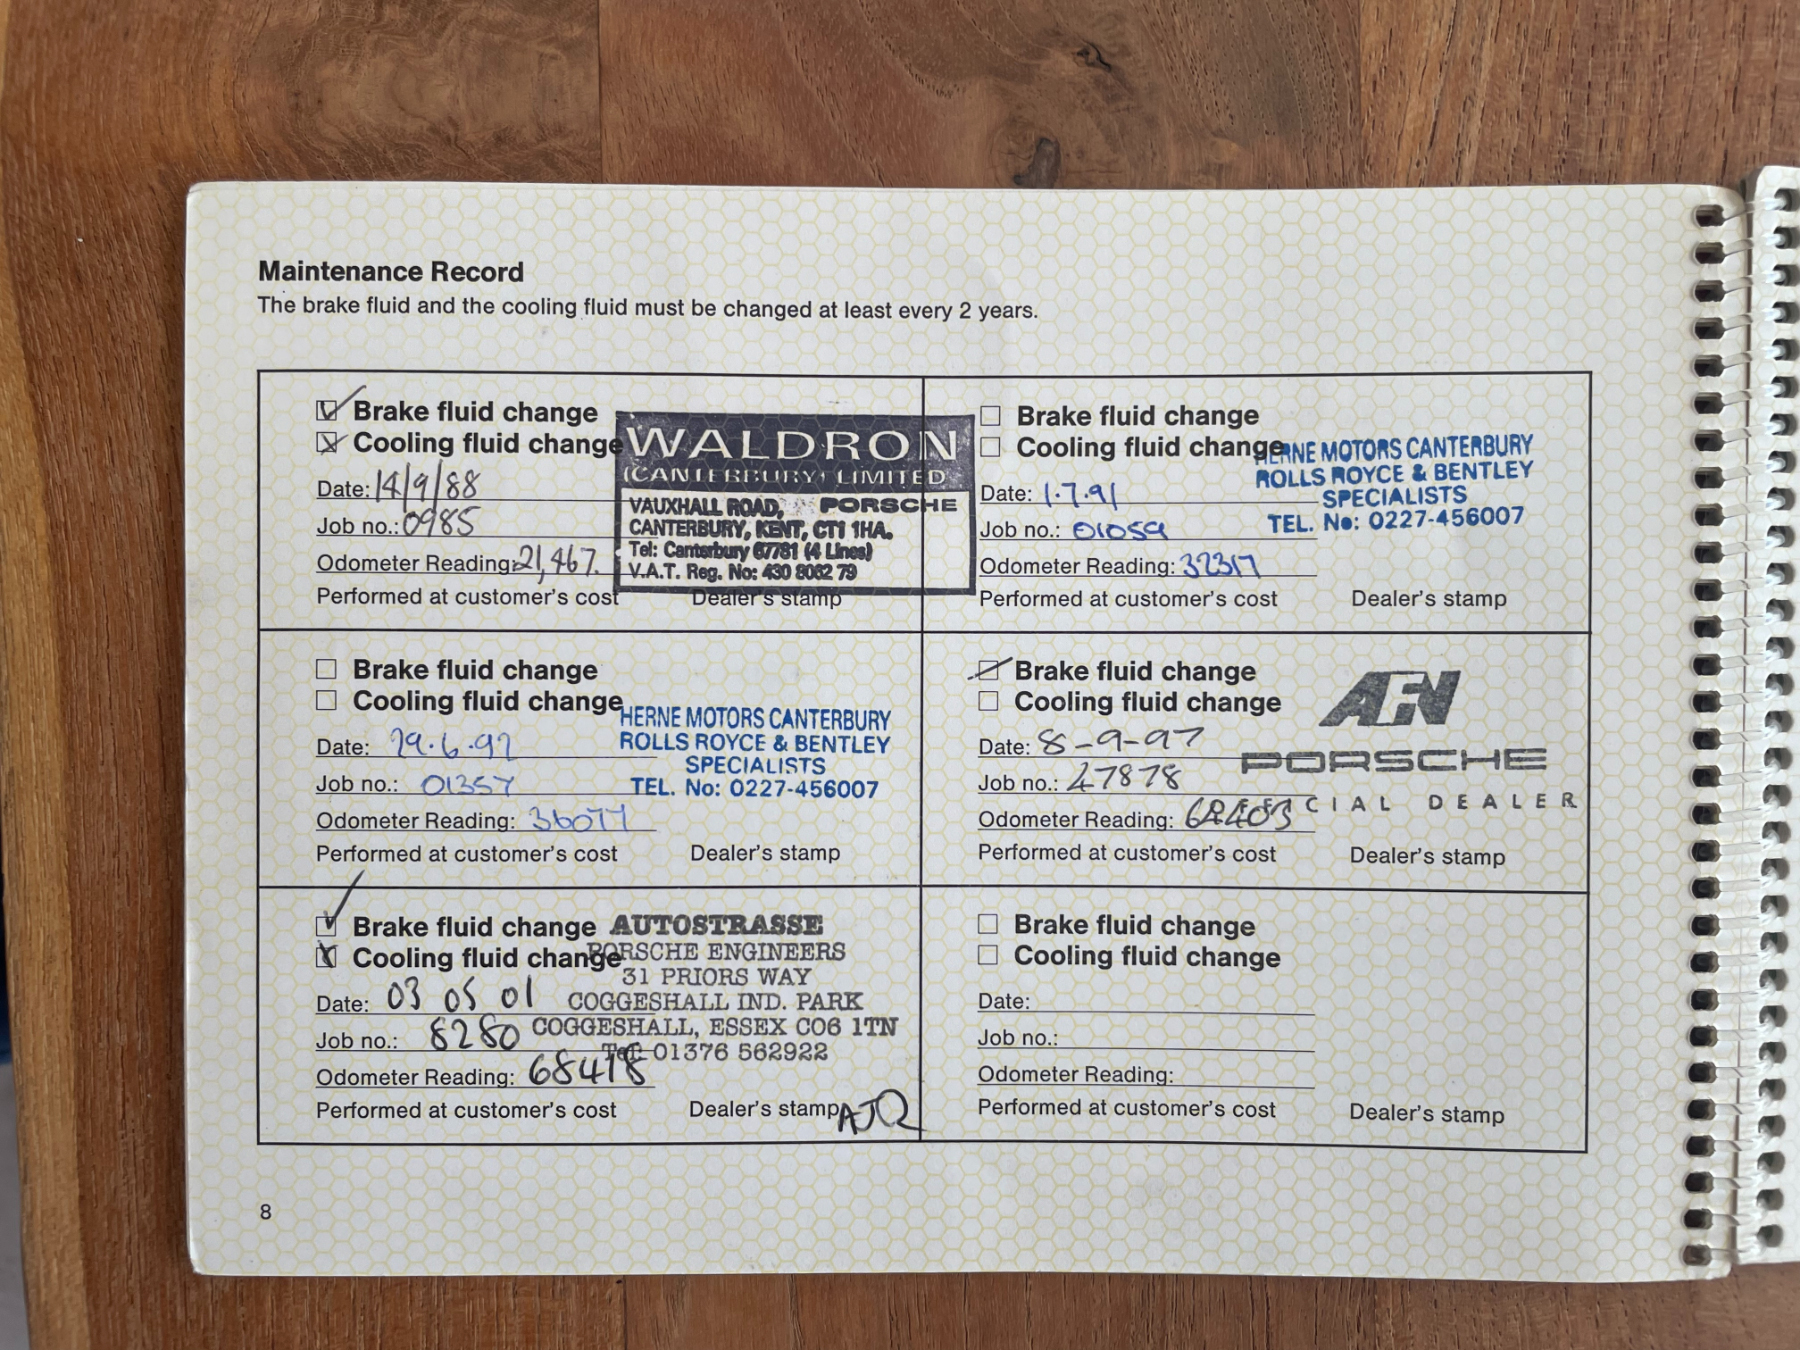 Maintenance Record
The brake fluid and the cooling fluid must be changed at least every 2 years.
Brake fluid change
Cooling fluid change
Date: 14/9/88
Job no.: 0985
Odometer Reading: 21,467.
Performed at customer's cost
Dealer's stamp
WALDRON
(CANTERBURY) LIMITED
VAUXHALL ROAD, PORSCHE
CANTERBURY, KENT, CT1 1HA.
Tel: Canterbury 67781 (4 Lines)
V.A.T. Reg. No: 430 8062 79
Brake fluid change
Cooling fluid change
Date: 1.7.91
Job no.: 01059
Odometer Reading: 32317
Performed at customer's cost
Dealer's stamp
HERNE MOTORS CANTERBURY
ROLLS ROYCE & BENTLEY
SPECIALISTS
TEL. No: 0227-456007
Brake fluid change
Cooling fluid change
Date: 29.6.92
Job no.: 01357
Odometer Reading: 36077
Performed at customer's cost
Dealer's stamp
HERNE MOTORS CANTERBURY
ROLLS ROYCE & BENTLEY
SPECIALISTS
TEL. No: 0227-456007
Brake fluid change
Cooling fluid change
Date: 8-9-97
Job no.: 47878
Odometer Reading:
Performed at customer's cost
Dealer's stamp
AFN
PORSCHE
DEALER
Brake fluid change
Cooling fluid change
Date: 03 05 01
Job no.: 8280
Odometer Reading: 68418
Performed at customer's cost
Dealer's stamp
AUTOSTRASSE
PORSCHE ENGINEERS
31 PRIORS WAY
COGGESHALL IND. PARK
COGGESHALL, ESSEX CO6 1TN
Tel: 01376 562922
Brake fluid change
Cooling fluid change
Date:
Job no.:
Odometer Reading:
Performed at customer's cost
Dealer's stamp
8